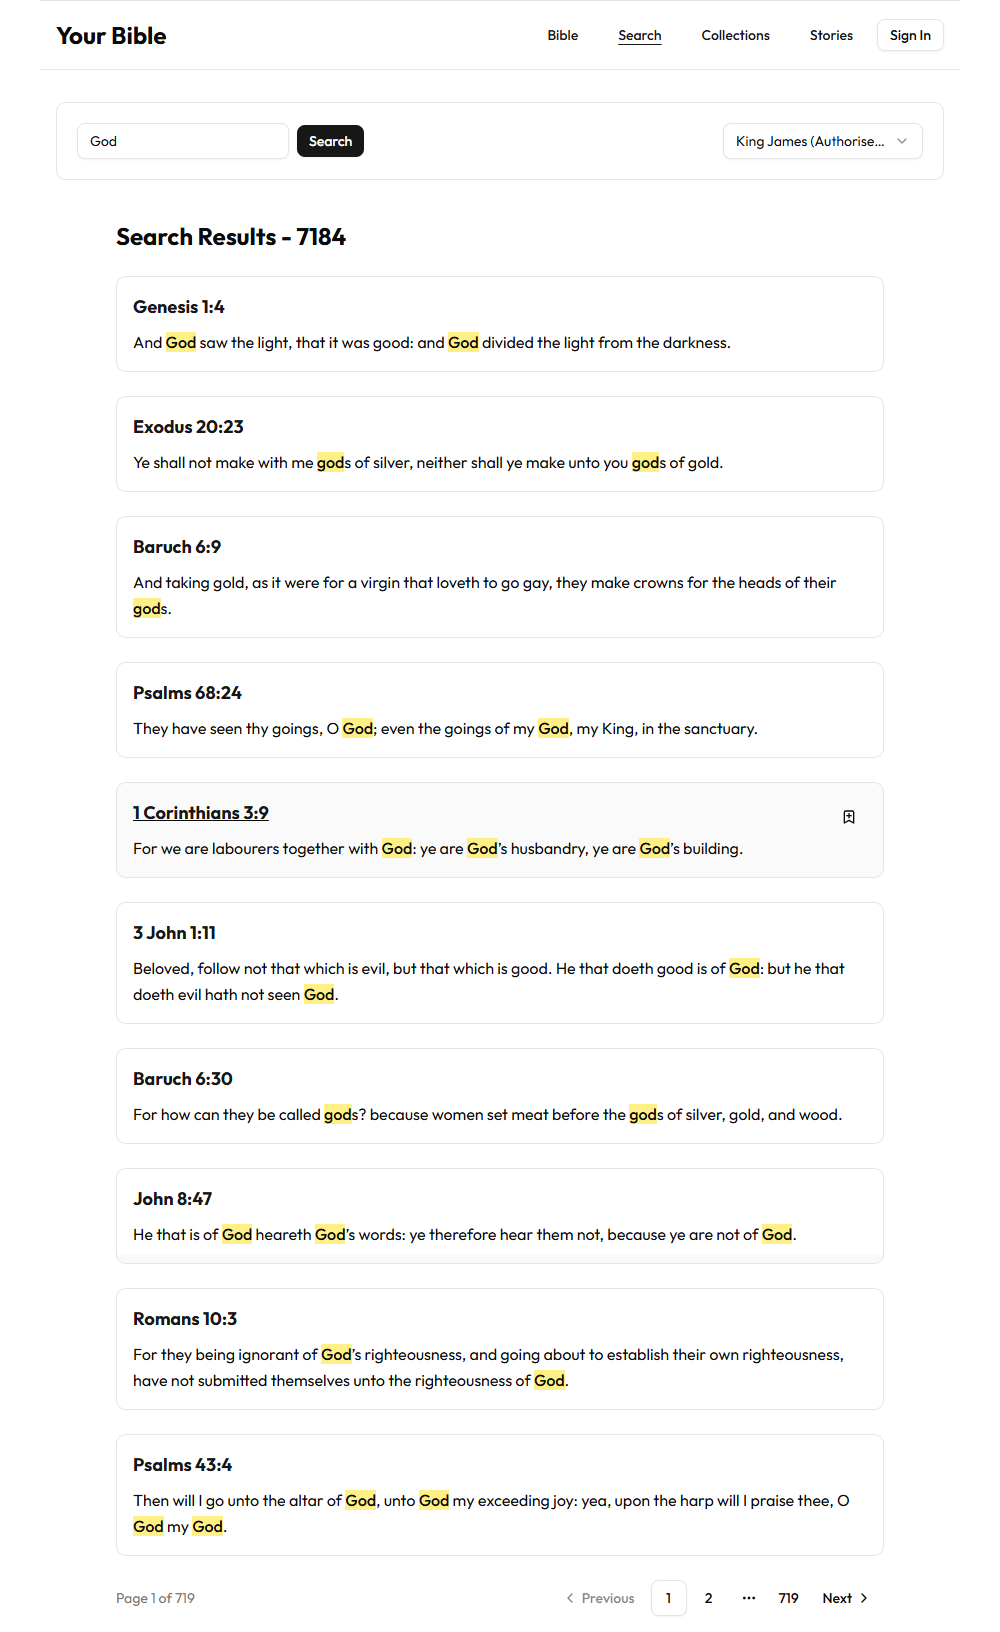 Your Bible
Bible
Search
Collections
Stories
Sign In
God
Search
King James (Authorise...
Search Results - 7184
Genesis 1:4
And God saw the light, that it was good: and God divided the light from the darkness.
Exodus 20:23
Ye shall not make with me gods of silver, neither shall ye make unto you gods of gold.
Baruch 6:9
And taking gold, as it were for a virgin that loveth to go gay, they make crowns for the heads of their
gods.
Psalms 68:24
They have seen thy goings, O God; even the goings of my God, my King, in the sanctuary.
1 Corinthians 3:9
For we are labourers together with God: ye are God’s husbandry, ye are God’s building.
3 John 1:11
Beloved, follow not that which is evil, but that which is good. He that doeth good is of God: but he that
doeth evil hath not seen God.
Baruch 6:30
For how can they be called gods? because women set meat before the gods of silver, gold, and wood.
John 8:47
He that is of God heareth God’s words: ye therefore hear them not, because ye are not of God.
Romans 10:3
For they being ignorant of God’s righteousness, and going about to establish their own righteousness,
have not submitted themselves unto the righteousness of God.
Psalms 43:4
Then will I go unto the altar of God, unto God my exceeding joy: yea, upon the harp will I praise thee, O
God my God.
Page 1 of 719
Previous
1
2
...
719
Next